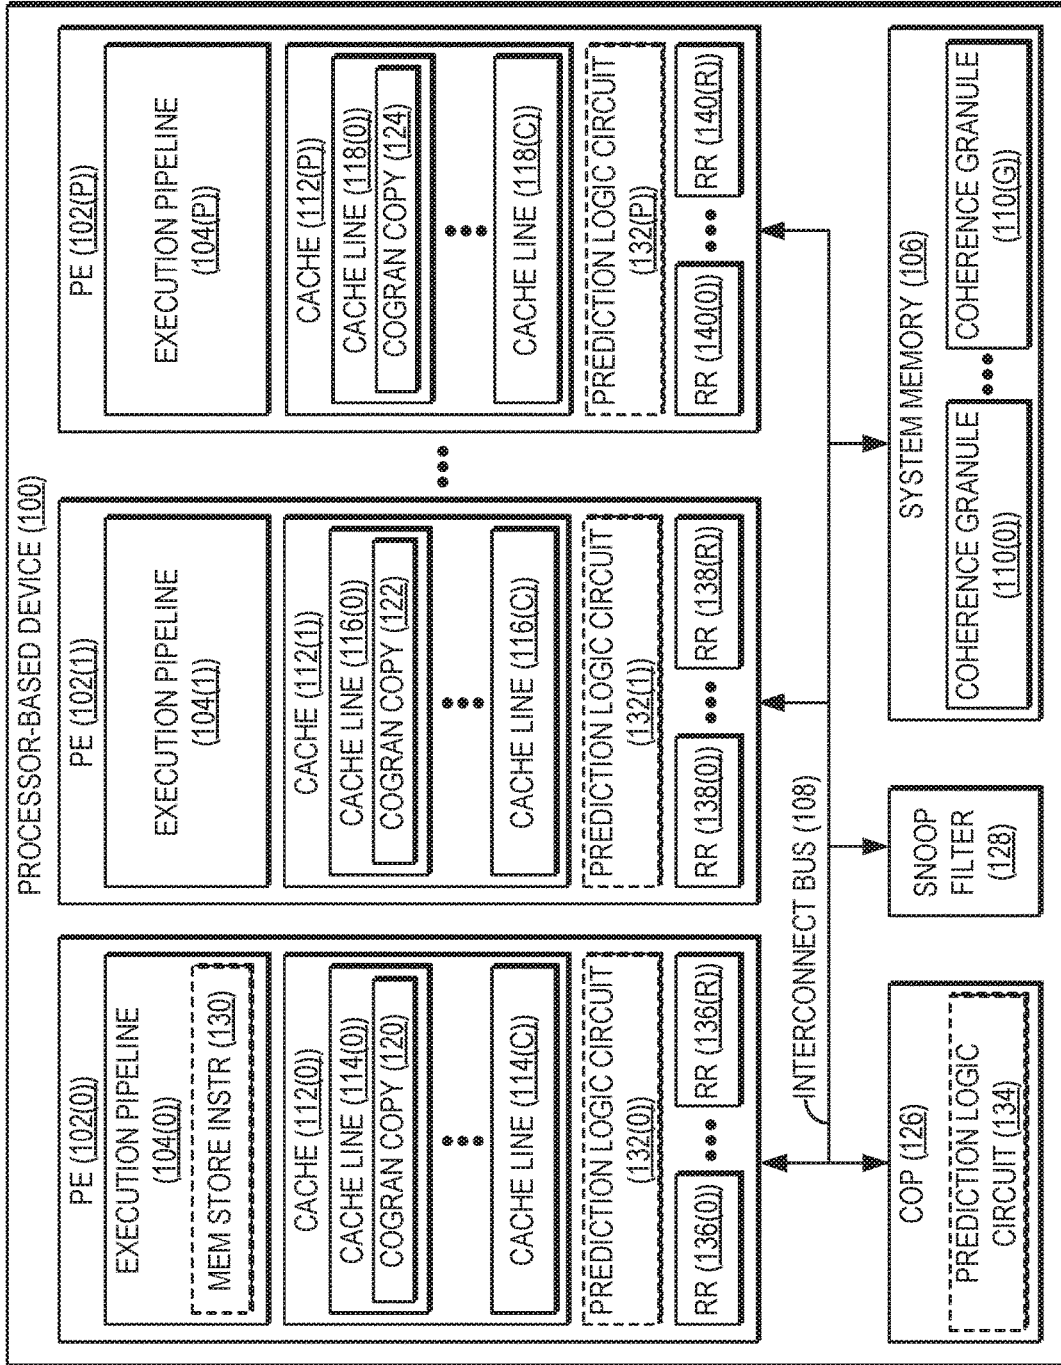 PROCESSOR-BASED DEVICE (100)
PE (102(0))
EXECUTION PIPELINE
(104(0))
MEM STORE INSTR (130)
CACHE (112(0))
CACHE LINE (114(0))
COGRAN COPY (120)
CACHE LINE (114(C))
PREDICTION LOGIC CIRCUIT
(132(0))
RR (136(0))
RR (136(R))
PE (102(1))
EXECUTION PIPELINE
(104(1))
CACHE (112(1))
CACHE LINE (116(0))
COGRAN COPY (122)
CACHE LINE (116(C))
PREDICTION LOGIC CIRCUIT
(132(1))
RR (138(0))
RR (138(R))
PE (102(P))
EXECUTION PIPELINE
(104(P))
CACHE (112(P))
CACHE LINE (118(0))
COGRAN COPY (124)
CACHE LINE (118(C))
PREDICTION LOGIC CIRCUIT
(132(P))
RR (140(0))
RR (140(R))
INTERCONNECT BUS (108)
COP (126)
PREDICTION LOGIC
CIRCUIT (134)
SNOOP
FILTER
(128)
SYSTEM MEMORY (106)
COHERENCE GRANULE
(110(0))
COHERENCE GRANULE
(110(G))